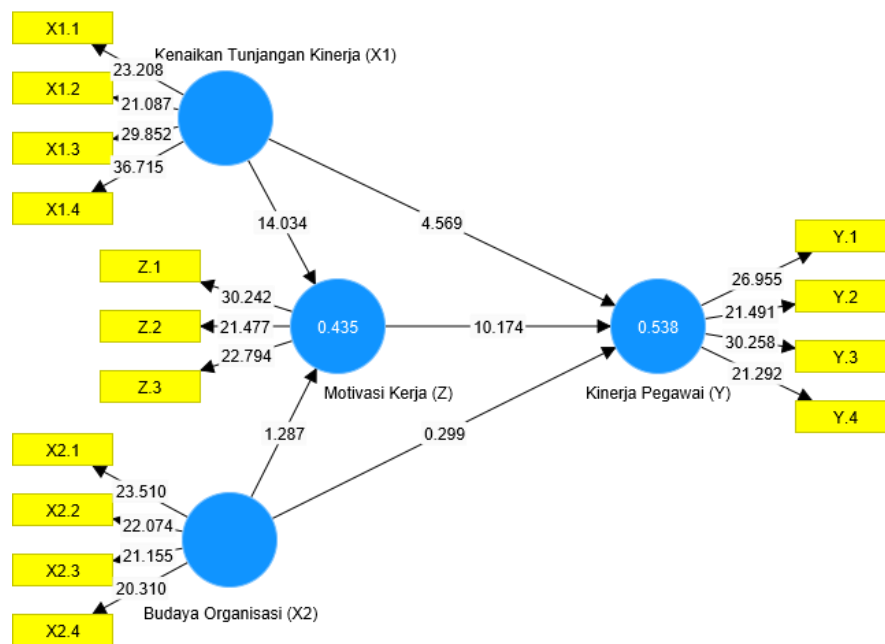 X1.1
Kenaikan Tunjangan Kinerja (X1)
23.208
X1.2
21.087
X1.3
29.852
36.715
X1.4
14.034
4.569
Z.1
30.242
Z.2
21.477
Z.3
22.794
0.435
Motivasi Kerja (Z)
10.174
0.538
Kinerja Pegawai (Y)
Y.1
26.955
Y.2
21.491
30.258
Y.3
21.292
Y.4
1.287
0.299
X2.1
23.510
X2.2
22.074
X2.3
21.155
20.310
X2.4
Budaya Organisasi (X2)